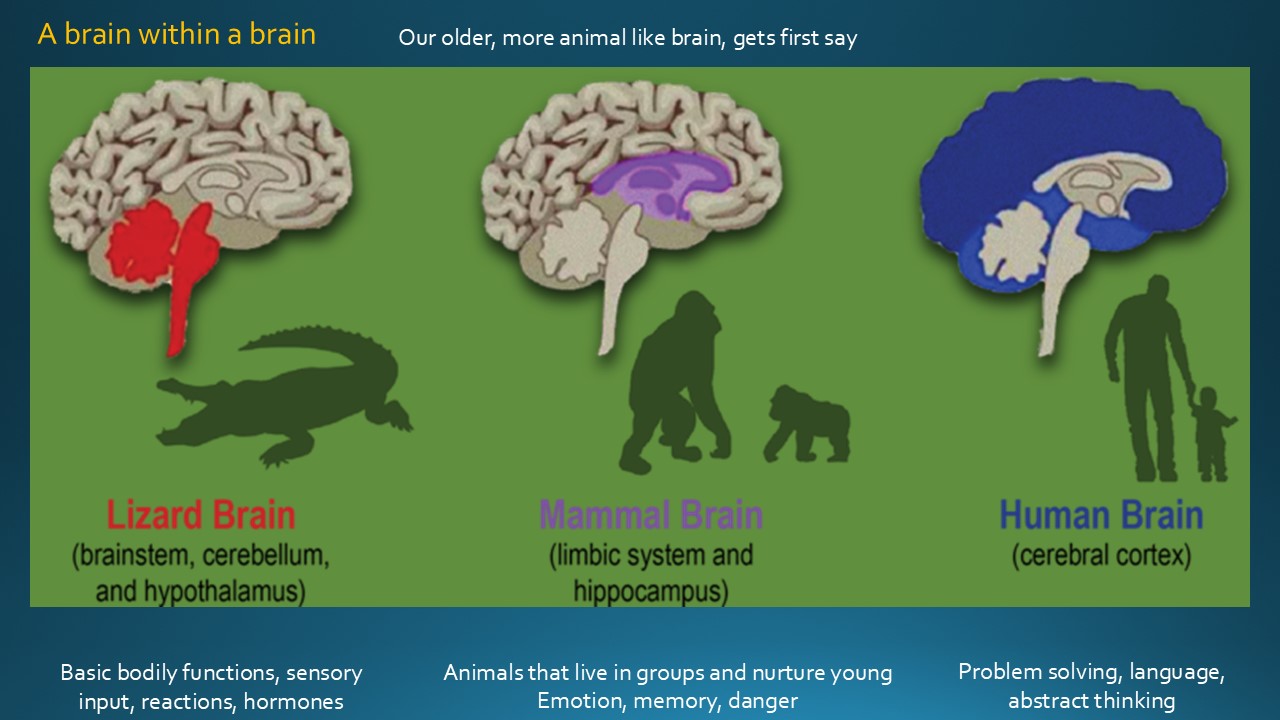 A brain within a brain
Our older, more animal like brain, gets first say
Lizard Brain
(brainstem, cerebellum,
and hypothalamus)
Mammal Brain
(limbic system and
hippocampus)
Human Brain
(cerebral cortex)
Basic bodily functions, sensory
input, reactions, hormones
Animals that live in groups and nurture young
Emotion, memory, danger
Problem solving, language,
abstract thinking